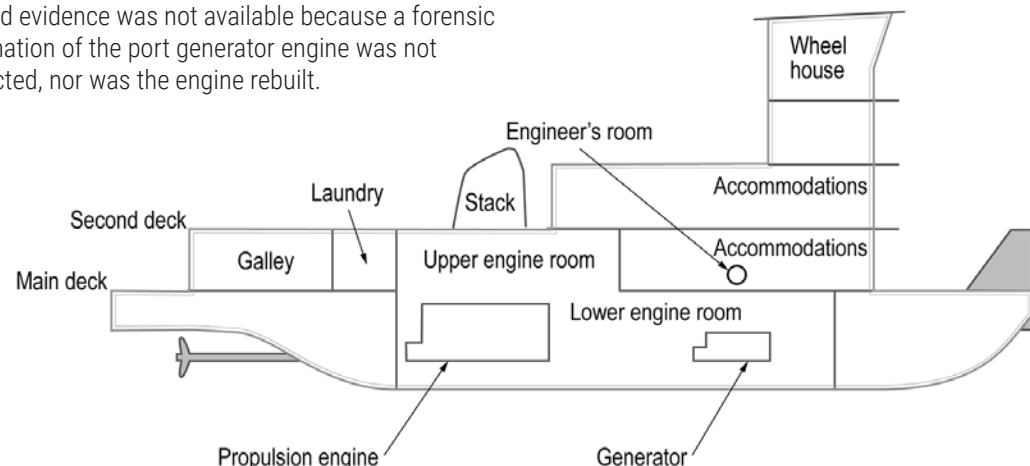 d evidence was not available because a forensic
nation of the port generator engine was not
cted, nor was the engine rebuilt.
Wheel
house
Engineer's room
Accommodations
Laundry
Stack
Second deck
Accommodations
Galley
Upper engine room
Main deck
Lower engine room
Propulsion engine
Generator